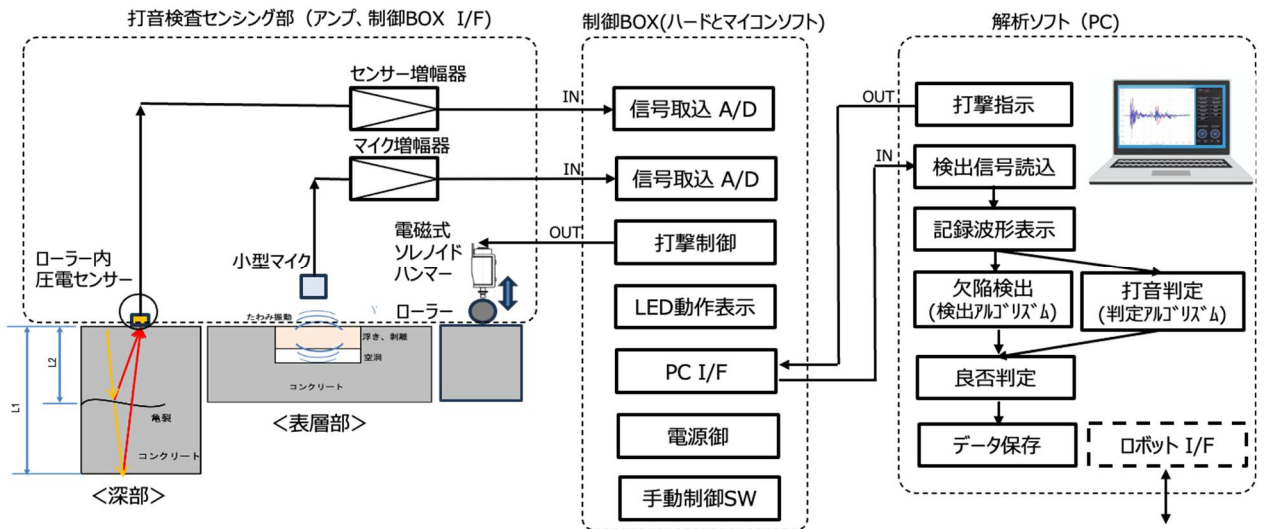 打音検査センシング部（アンプ、制御BOX I/F）
センサー増幅器
マイク増幅器
IN
IN
OUT
電磁式
ソレノイド
ハンマー
ローラー内
圧電センサー
小型マイク
ローラー
たわみ振動
γ
浮き、剥離
空洞
コンクリート
<表層部>
L2
L1
亀裂
コンクリート
<深部>
制御BOX(ハードとマイコンソフト)
信号取込 A/D
信号取込 A/D
打撃制御
LED動作表示
PC I/F
電源御
手動制御SW
解析ソフト（PC）
OUT
IN
打撃指示
検出信号読込
記録波形表示
欠陥検出
(検出ｱﾙｺﾞﾘｽﾞﾑ)
打音判定
(判定ｱﾙｺﾞﾘｽﾞﾑ)
良否判定
データ保存
ロボット I/F